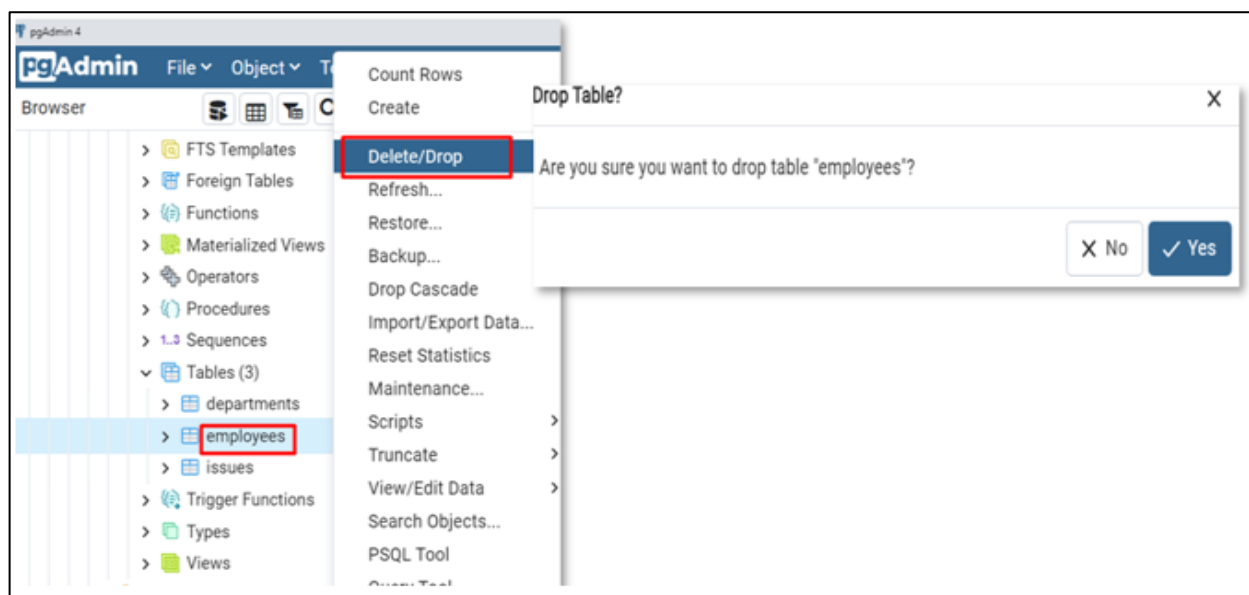 pgAdmin 4
pgAdmin File Object
Browser
FTS Templates
Foreign Tables
Functions
Materialized Views
Operators
Procedures
1..3 Sequences
Tables (3)
departments
employees
issues
Trigger Functions
Types
Views
Count Rows
Create
Delete/Drop
Refresh...
Restore...
Backup...
Drop Cascade
Import/Export Data...
Reset Statistics
Maintenance...
Scripts
Truncate
View/Edit Data
Search Objects...
PSQL Tool
Drop Table?
Are you sure you want to drop table "employees"?
No
Yes